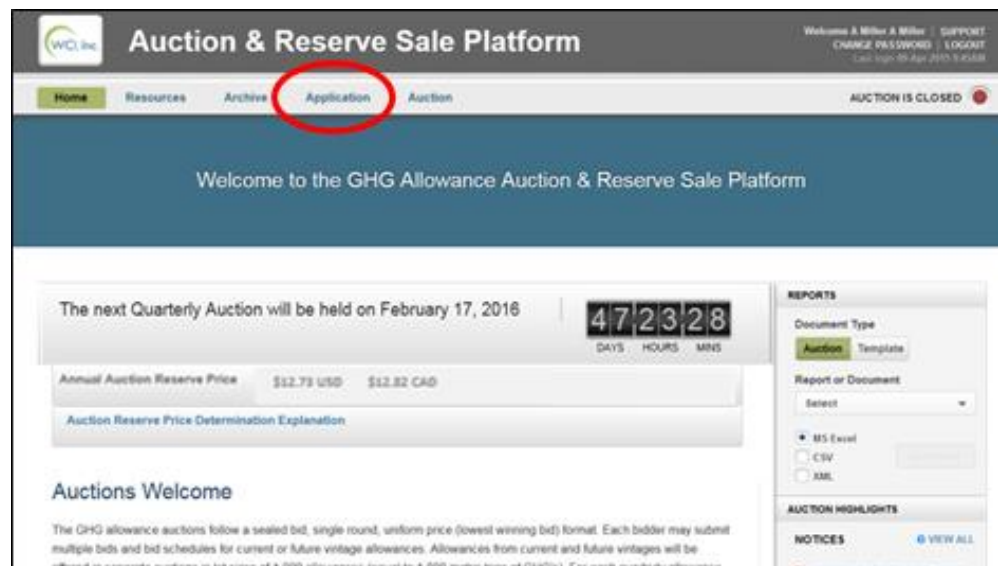 WCI, Inc.
Auction & Reserve Sale Platform
Welcome A Miller A Miller | SUPPORT
CHANGE PASSWORD | LOGOUT
Home Resources Archive Application Auction
AUCTION IS CLOSED
Welcome to the GHG Allowance Auction & Reserve Sale Platform
The next Quarterly Auction will be held on February 17, 2016
47 23 28
DAYS HOURS MINS
Annual Auction Reserve Price $12.73 USD $12.82 CAD
Auction Reserve Price Determination Explanation
Auctions Welcome
The GHG allowance auctions follow a sealed bid, single round, uniform price (lowest winning bid) format. Each bidder may submit
multiple bids and bid schedules for current or future vintage allowances. Allowances from current and future vintages will be
REPORTS
Document Type
Auction Template
Report or Document
Select
MS Excel
CSV
XML
AUCTION HIGHLIGHTS
NOTICES VIEW ALL